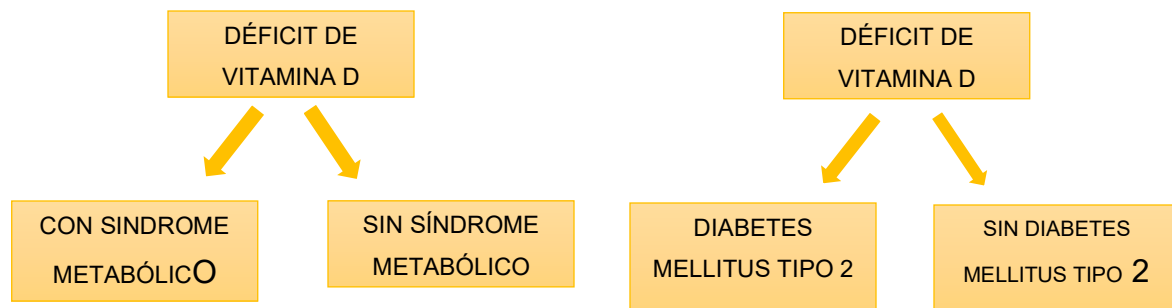 DÉFICIT DE
VITAMINA D
CON SINDROME
METABÓLICO
SIN SÍNDROME
METABÓLICO
DÉFICIT DE
VITAMINA D
DIABETES
MELLITUS TIPO 2
SIN DIABETES
MELLITUS TIPO 2